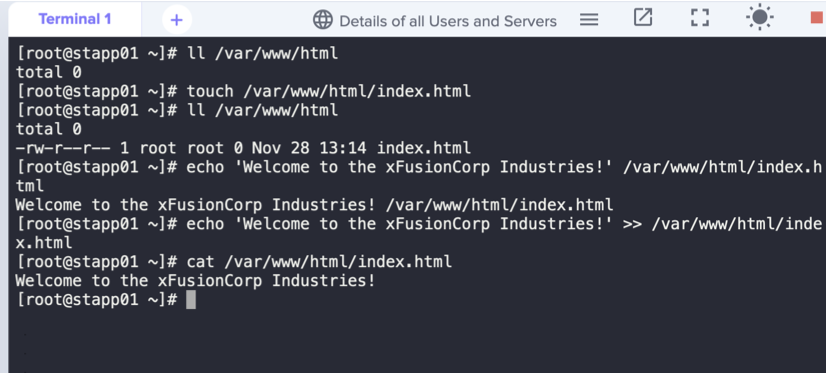 Terminal 1
+
Details of all Users and Servers
[root@stapp01 ~]# ll /var/www/html
total 0
[root@stapp01 ~]# touch /var/www/html/index.html
[root@stapp01 ~]# ll /var/www/html
total 0
-rw-r--r-- 1 root root 0 Nov 28 13:14 index.html
[root@stapp01 ~]# echo 'Welcome to the xFusionCorp Industries!' /var/www/html/index.h
tml
Welcome to the xFusionCorp Industries! /var/www/html/index.html
[root@stapp01 ~]# echo 'Welcome to the xFusionCorp Industries!' >> /var/www/html/inde
x.html
[root@stapp01 ~]# cat /var/www/html/index.html
Welcome to the xFusionCorp Industries!
[root@stapp01 ~]#